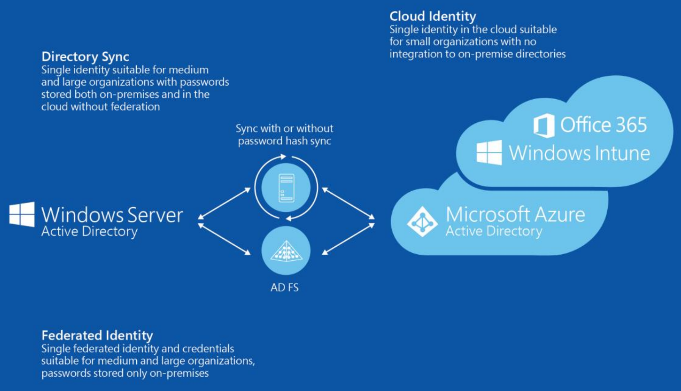 Cloud Identity
Single identity in the cloud suitable
for small organizations with no
integration to on-premise directories
Directory Sync
Single identity suitable for medium
and large organizations with passwords
stored both on-premises and in the
cloud without federation
Sync with or without
password hash sync
Office 365
Windows Intune
Windows Server
Active Directory
Microsoft Azure
Active Directory
AD FS
Federated Identity
Single federated identity and credentials
suitable for medium and large organizations,
passwords stored only on-premises